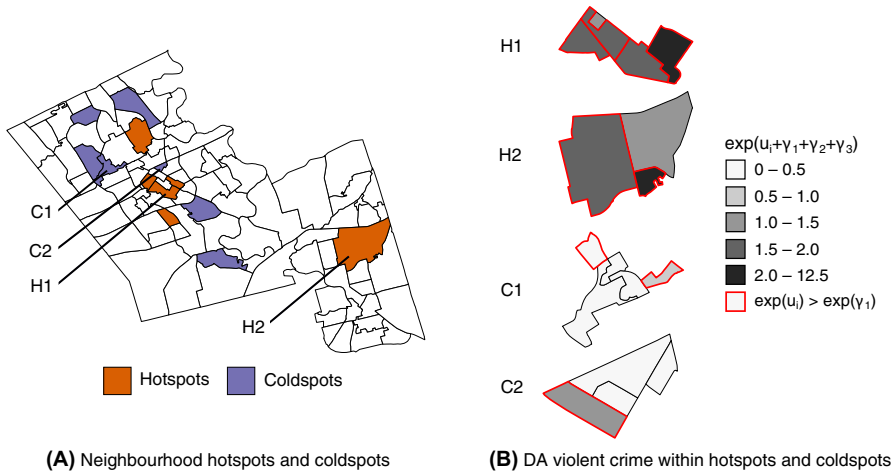 C1
C2
H1
H2
Hotspots
Coldspots
(A) Neighbourhood hotspots and coldspots
H1
H2
C1
C2
exp(uᵢ+γ₁+γ₂+γ₃)
0 – 0.5
0.5 – 1.0
1.0 – 1.5
1.5 – 2.0
2.0 – 12.5
exp(uᵢ) > exp(γ₁)
(B) DA violent crime within hotspots and coldspots